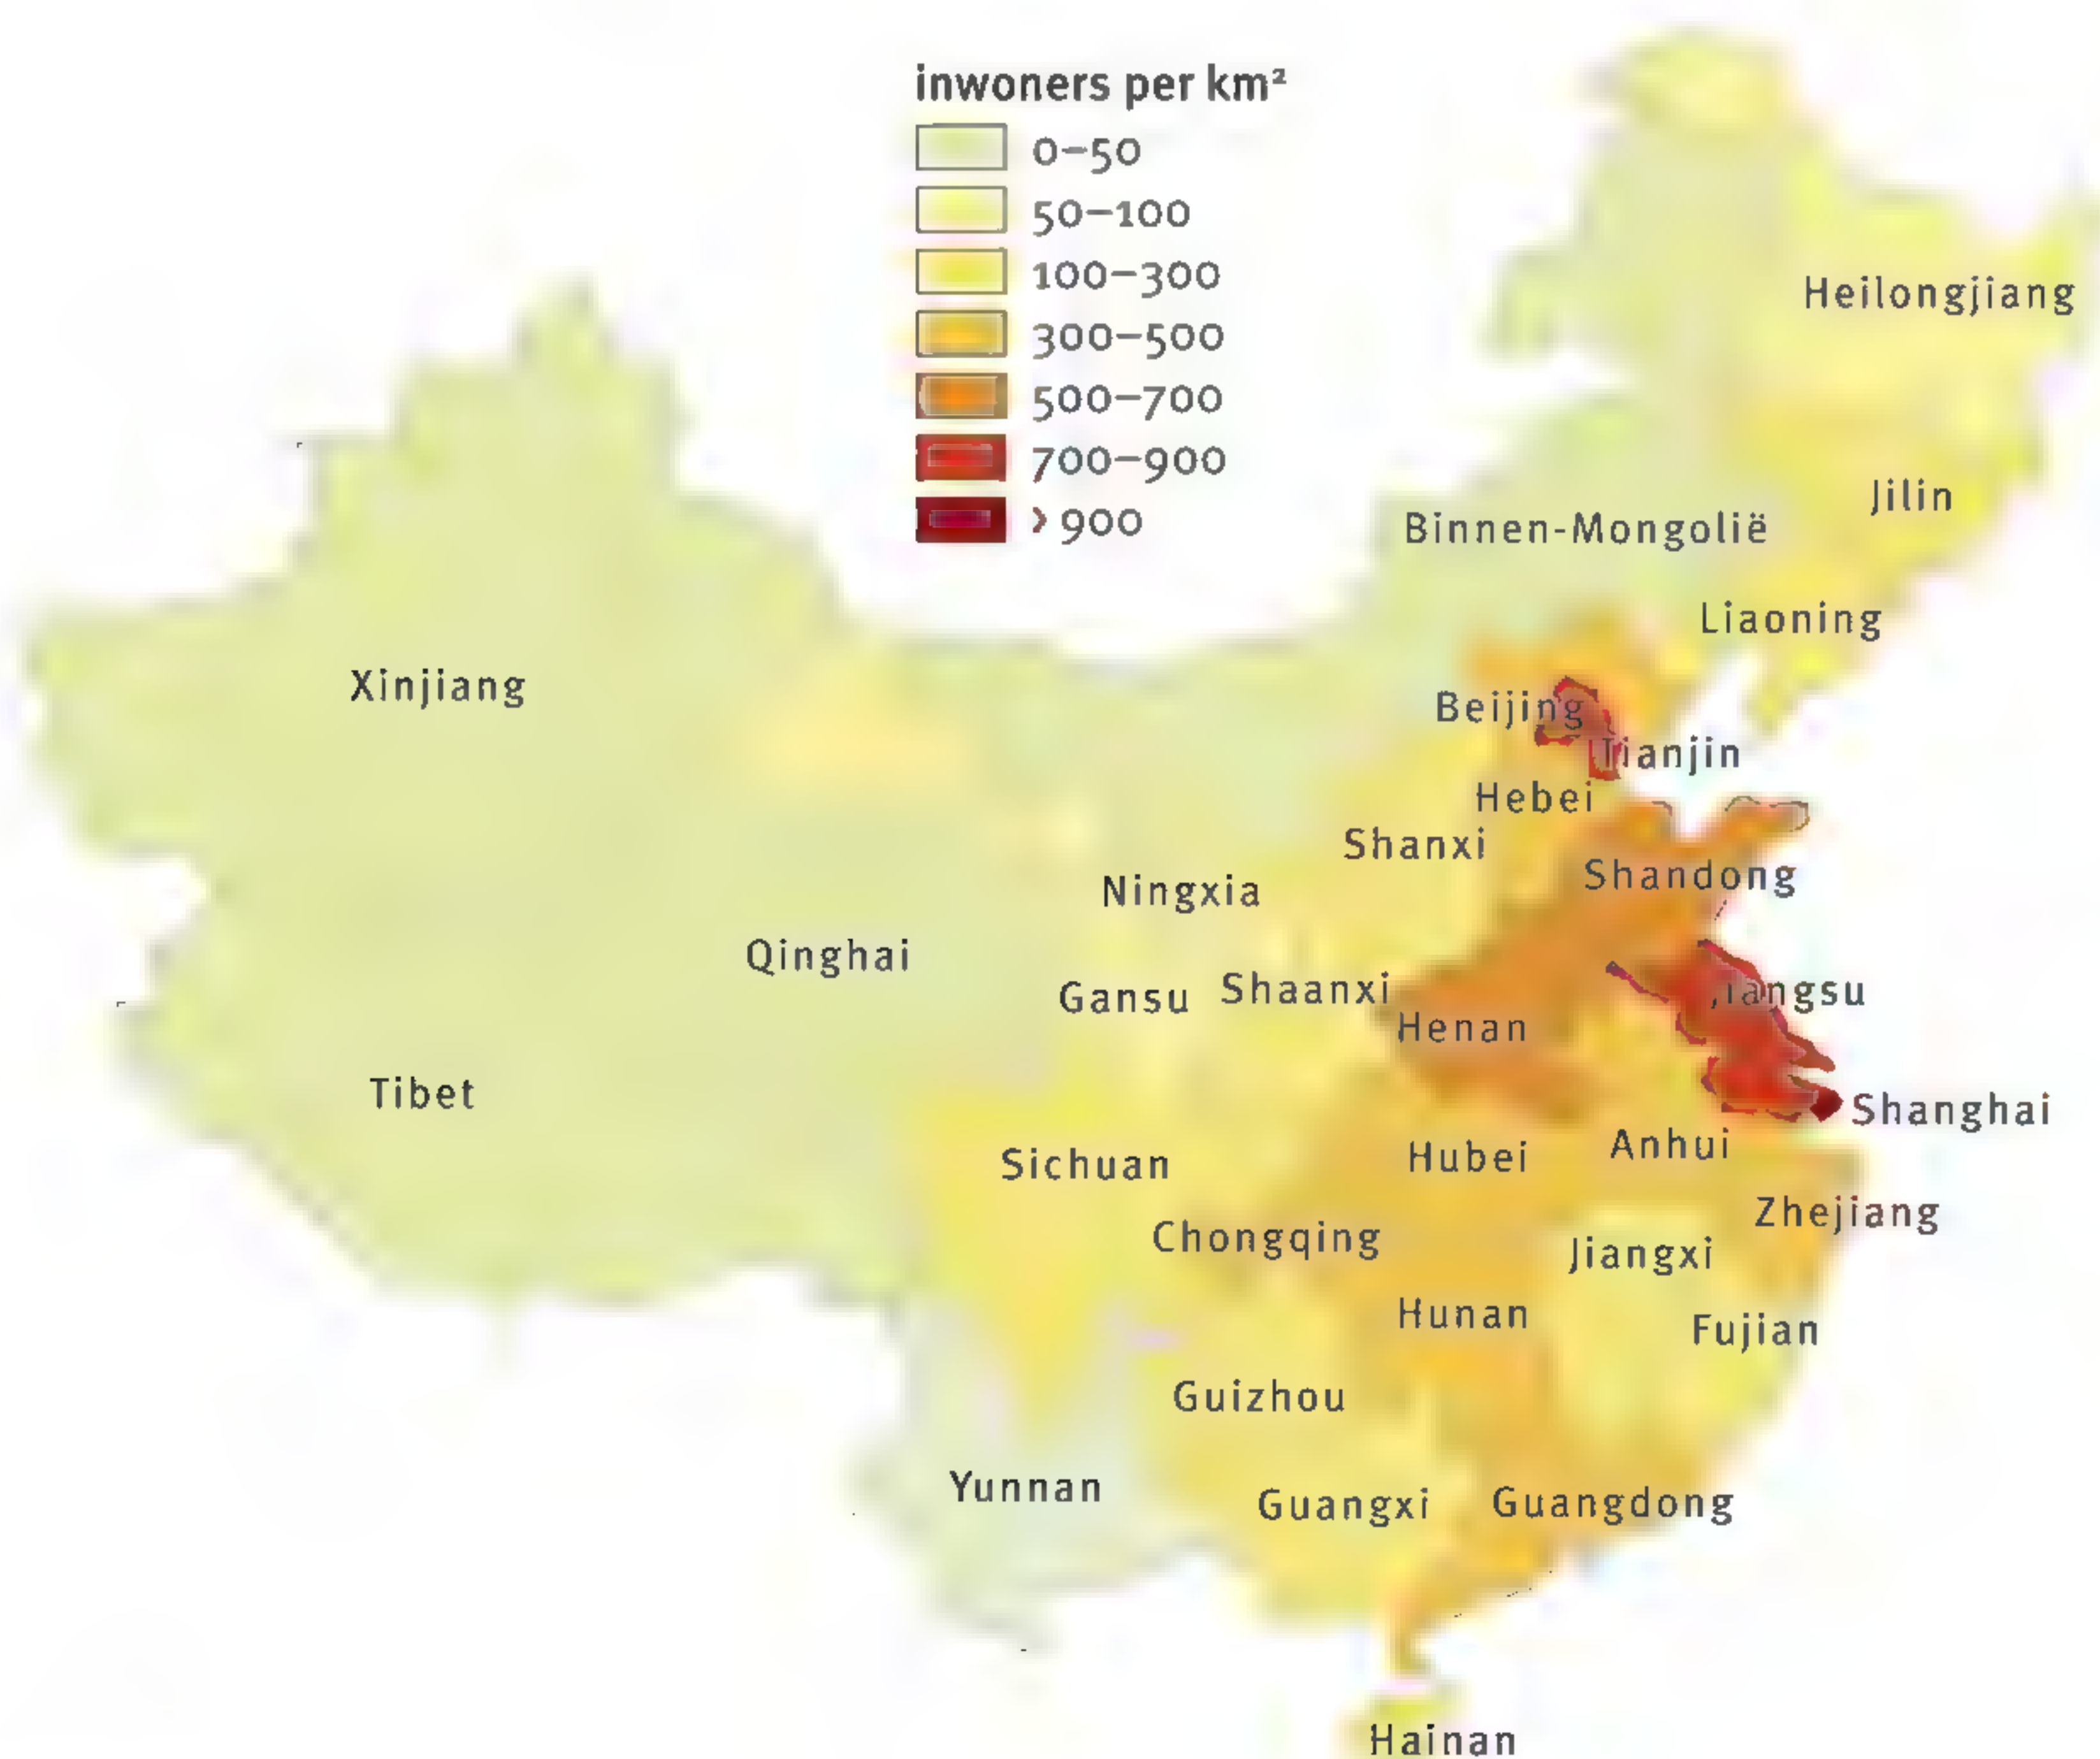 inwoners per km²
0–50
50–100
100–300
300–500
500–700
700–900
> 900
Heilongjiang
Jilin
Binnen-Mongolië
Liaoning
Xinjiang
Beijing
Tianjin
Hebei
Shanxi
Shandong
Ningxia
Qinghai
Gansu
Shaanxi
Jiangsu
Henan
Tibet
Shanghai
Anhui
Hubei
Sichuan
Zhejiang
Chongqing
Jiangxi
Hunan
Fujian
Guizhou
Yunnan
Guangxi
Guangdong
Hainan